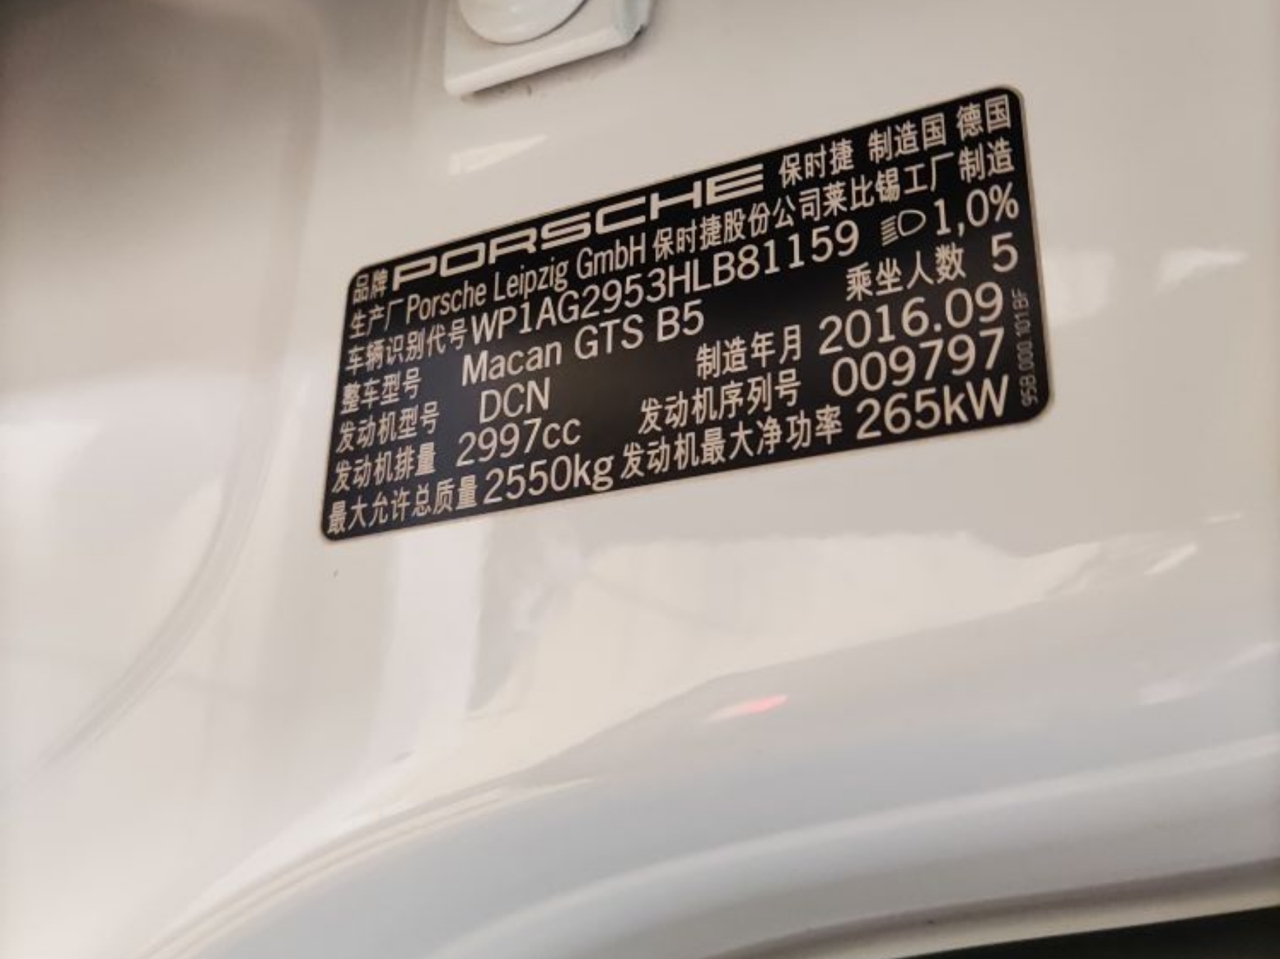 品牌 PORSCHE 保时捷 制造国 德国
生产厂 Porsche Leipzig GmbH 保时捷股份公司莱比锡工厂制造
车辆识别代号 WP1AG2953HLB81159 1,0%
整车型号 Macan GTS B5 乘坐人数 5
发动机型号 DCN 制造年月 2016.09
发动机排量 2997cc 发动机序列号 009797
最大允许总质量 2550kg 发动机最大净功率 265kW
95B.000.101BF